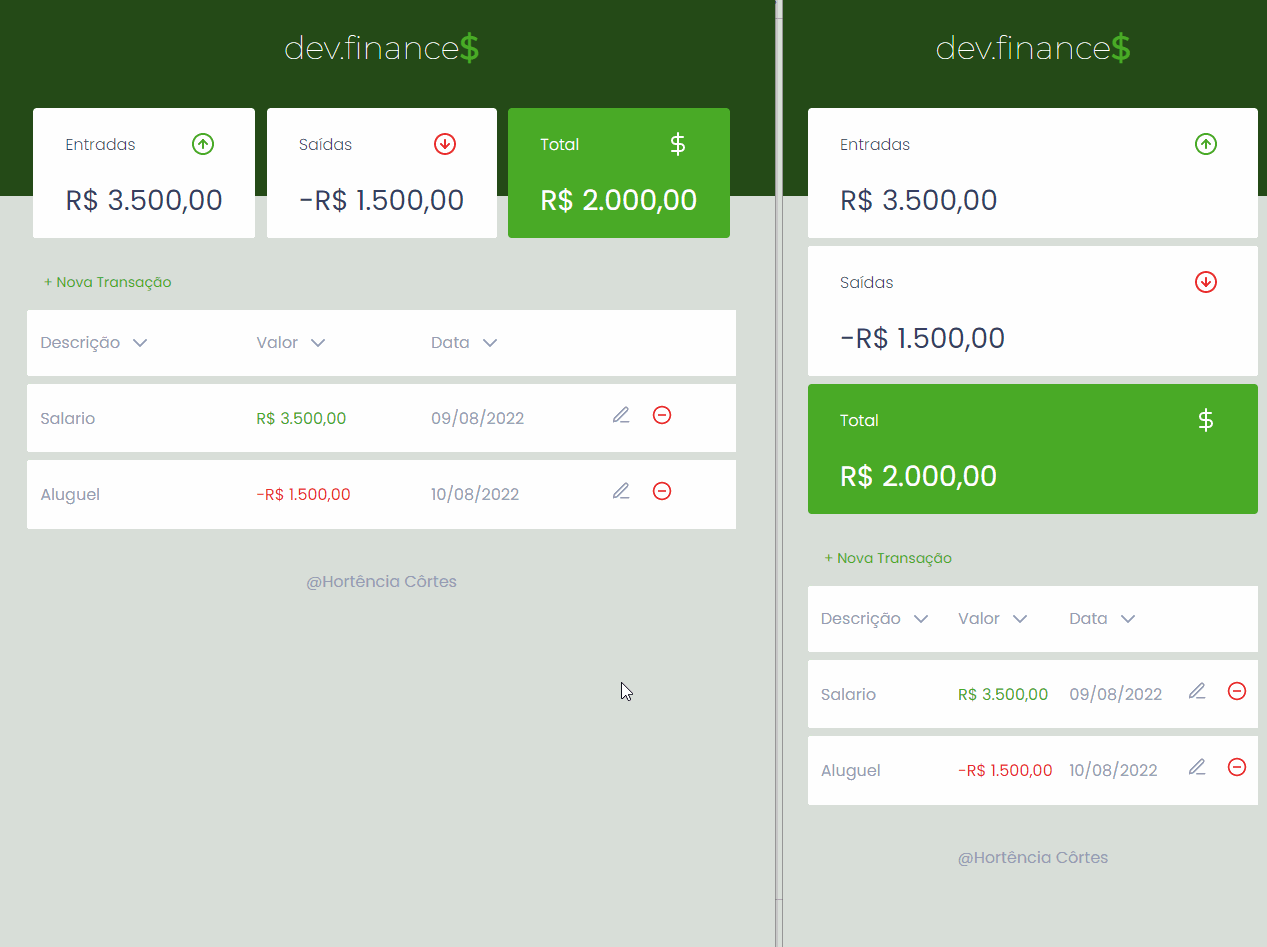 dev.finance$
Entradas
R$ 3.500,00
Saídas
-R$ 1.500,00
Total $
R$ 2.000,00
+ Nova Transação
Descrição Valor Data
Salario R$ 3.500,00 09/08/2022
Aluguel -R$ 1.500,00 10/08/2022
@Hortência Côrtes
dev.finance$
Entradas
R$ 3.500,00
Saídas
-R$ 1.500,00
Total $
R$ 2.000,00
+ Nova Transação
Descrição Valor Data
Salario R$ 3.500,00 09/08/2022
Aluguel -R$ 1.500,00 10/08/2022
@Hortência Côrtes